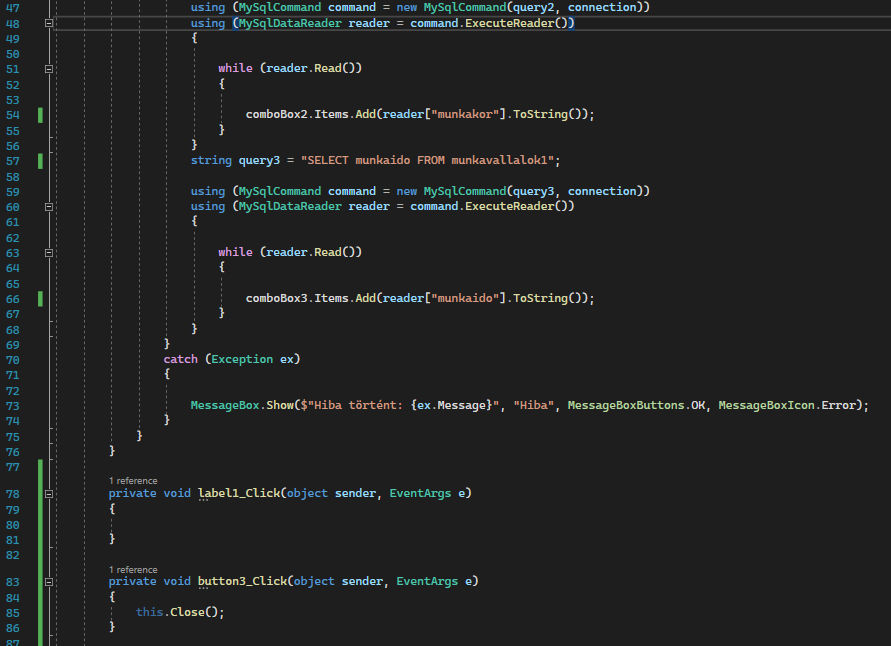 47 using (MySqlCommand command = new MySqlCommand(query2, connection))
48 using (MySqlDataReader reader = command.ExecuteReader())
49 {
50
51 while (reader.Read())
52 {
53
54 comboBox2.Items.Add(reader["munkakor"].ToString());
55 }
56 }
57 string query3 = "SELECT munkaido FROM munkavallalok1";
58
59 using (MySqlCommand command = new MySqlCommand(query3, connection))
60 using (MySqlDataReader reader = command.ExecuteReader())
61 {
62
63 while (reader.Read())
64 {
65
66 comboBox3.Items.Add(reader["munkaido"].ToString());
67 }
68 }
69 }
70 catch (Exception ex)
71 {
72
73 MessageBox.Show($"Hiba történt: {ex.Message}", "Hiba", MessageBoxButtons.OK, MessageBoxIcon.Error);
74 }
75 }
76 }
77
1 reference
78 private void label1_Click(object sender, EventArgs e)
79 {
80
81 }
82
1 reference
83 private void button3_Click(object sender, EventArgs e)
84 {
85 this.Close();
86 }
87